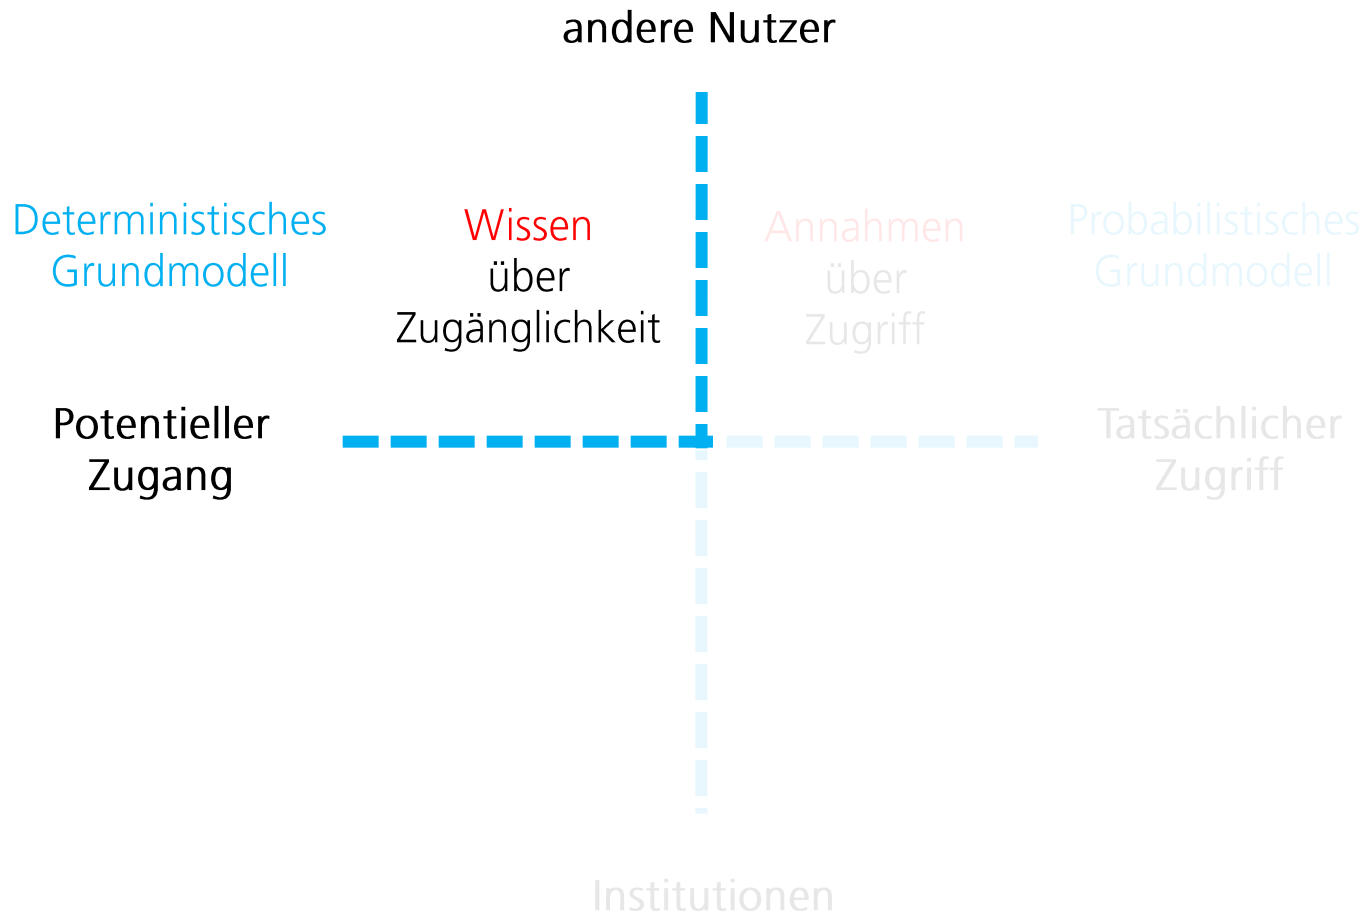 andere Nutzer
Deterministisches
Grundmodell
Wissen
über
Zugänglichkeit
Annahmen
über
Zugriff
Probabilistisches
Grundmodell
Potentieller
Zugang
Tatsächlicher
Zugriff
Institutionen